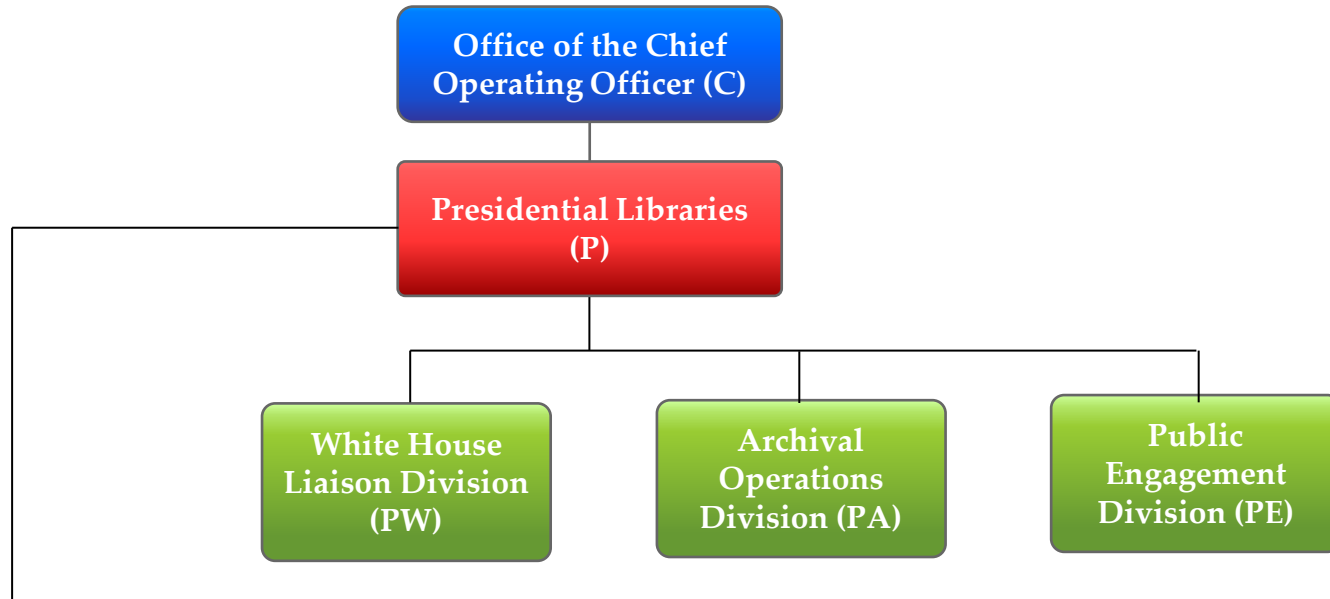 Office of the Chief
Operating Officer (C)
Presidential Libraries
(P)
White House
Liaison Division
(PW)
Archival
Operations
Division (PA)
Public
Engagement
Division (PE)